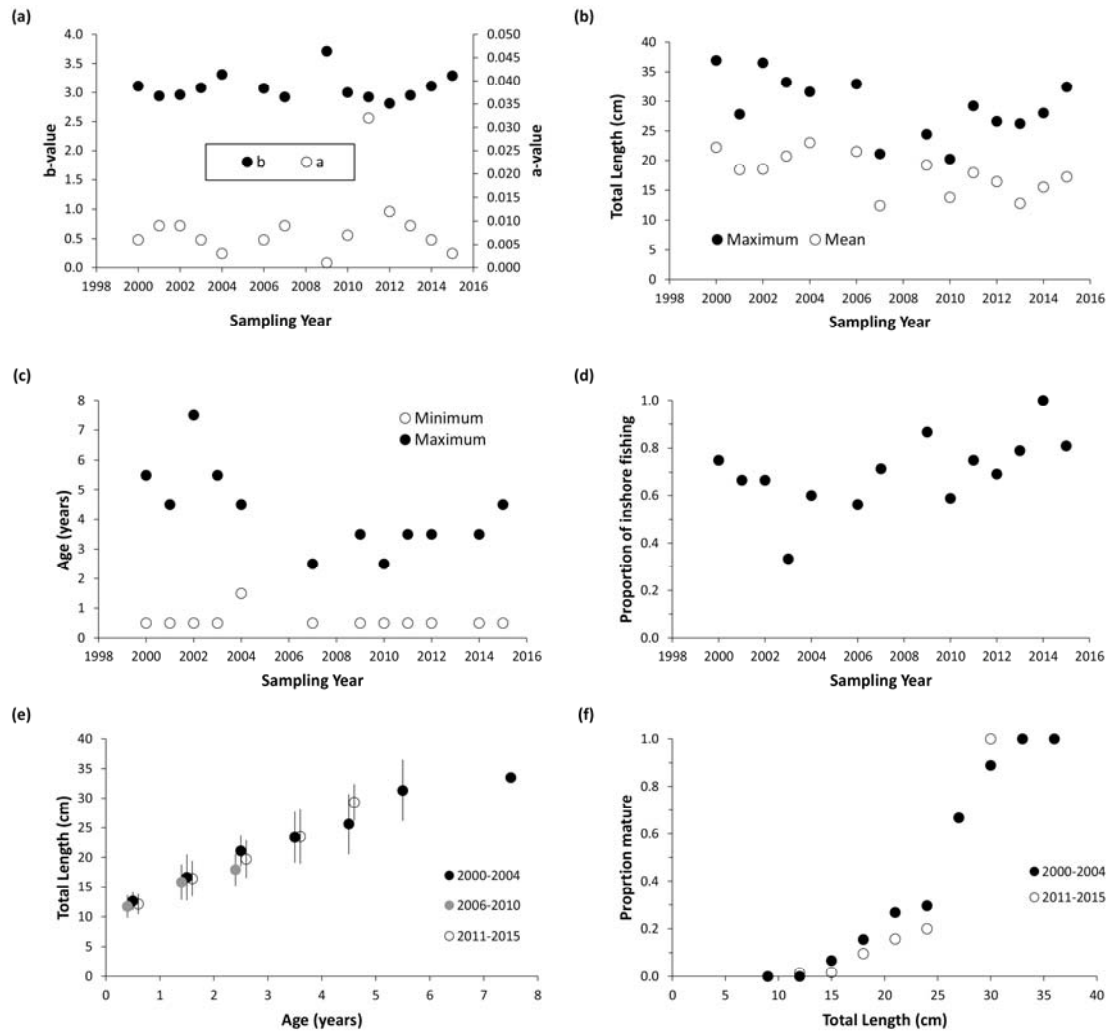 (a)
4.0
3.5
3.0
2.5
2.0
1.5
1.0
0.5
0.0
b-value
0.050
0.045
0.040
0.035
0.030
0.025
0.020
0.015
0.010
0.005
0.000
a-value
b a
1998 2000 2002 2004 2006 2008 2010 2012 2014 2016
Sampling Year
(b)
40
35
30
25
20
15
10
5
0
Total Length (cm)
Maximum Mean
1998 2000 2002 2004 2006 2008 2010 2012 2014 2016
Sampling Year
(c)
8
7
6
5
4
3
2
1
0
Age (years)
Minimum
Maximum
1998 2000 2002 2004 2006 2008 2010 2012 2014 2016
Sampling Year
(d)
1.0
0.8
0.6
0.4
0.2
0.0
Proportion of inshore fishing
1998 2000 2002 2004 2006 2008 2010 2012 2014 2016
Sampling Year
(e)
40
35
30
25
20
15
10
5
0
Total Length (cm)
2000-2004
2006-2010
2011-2015
0 1 2 3 4 5 6 7 8
Age (years)
(f)
1.0
0.8
0.6
0.4
0.2
0.0
Proprtion mature
2000-2004
2011-2015
0 5 10 15 20 25 30 35 40
Total Length (cm)